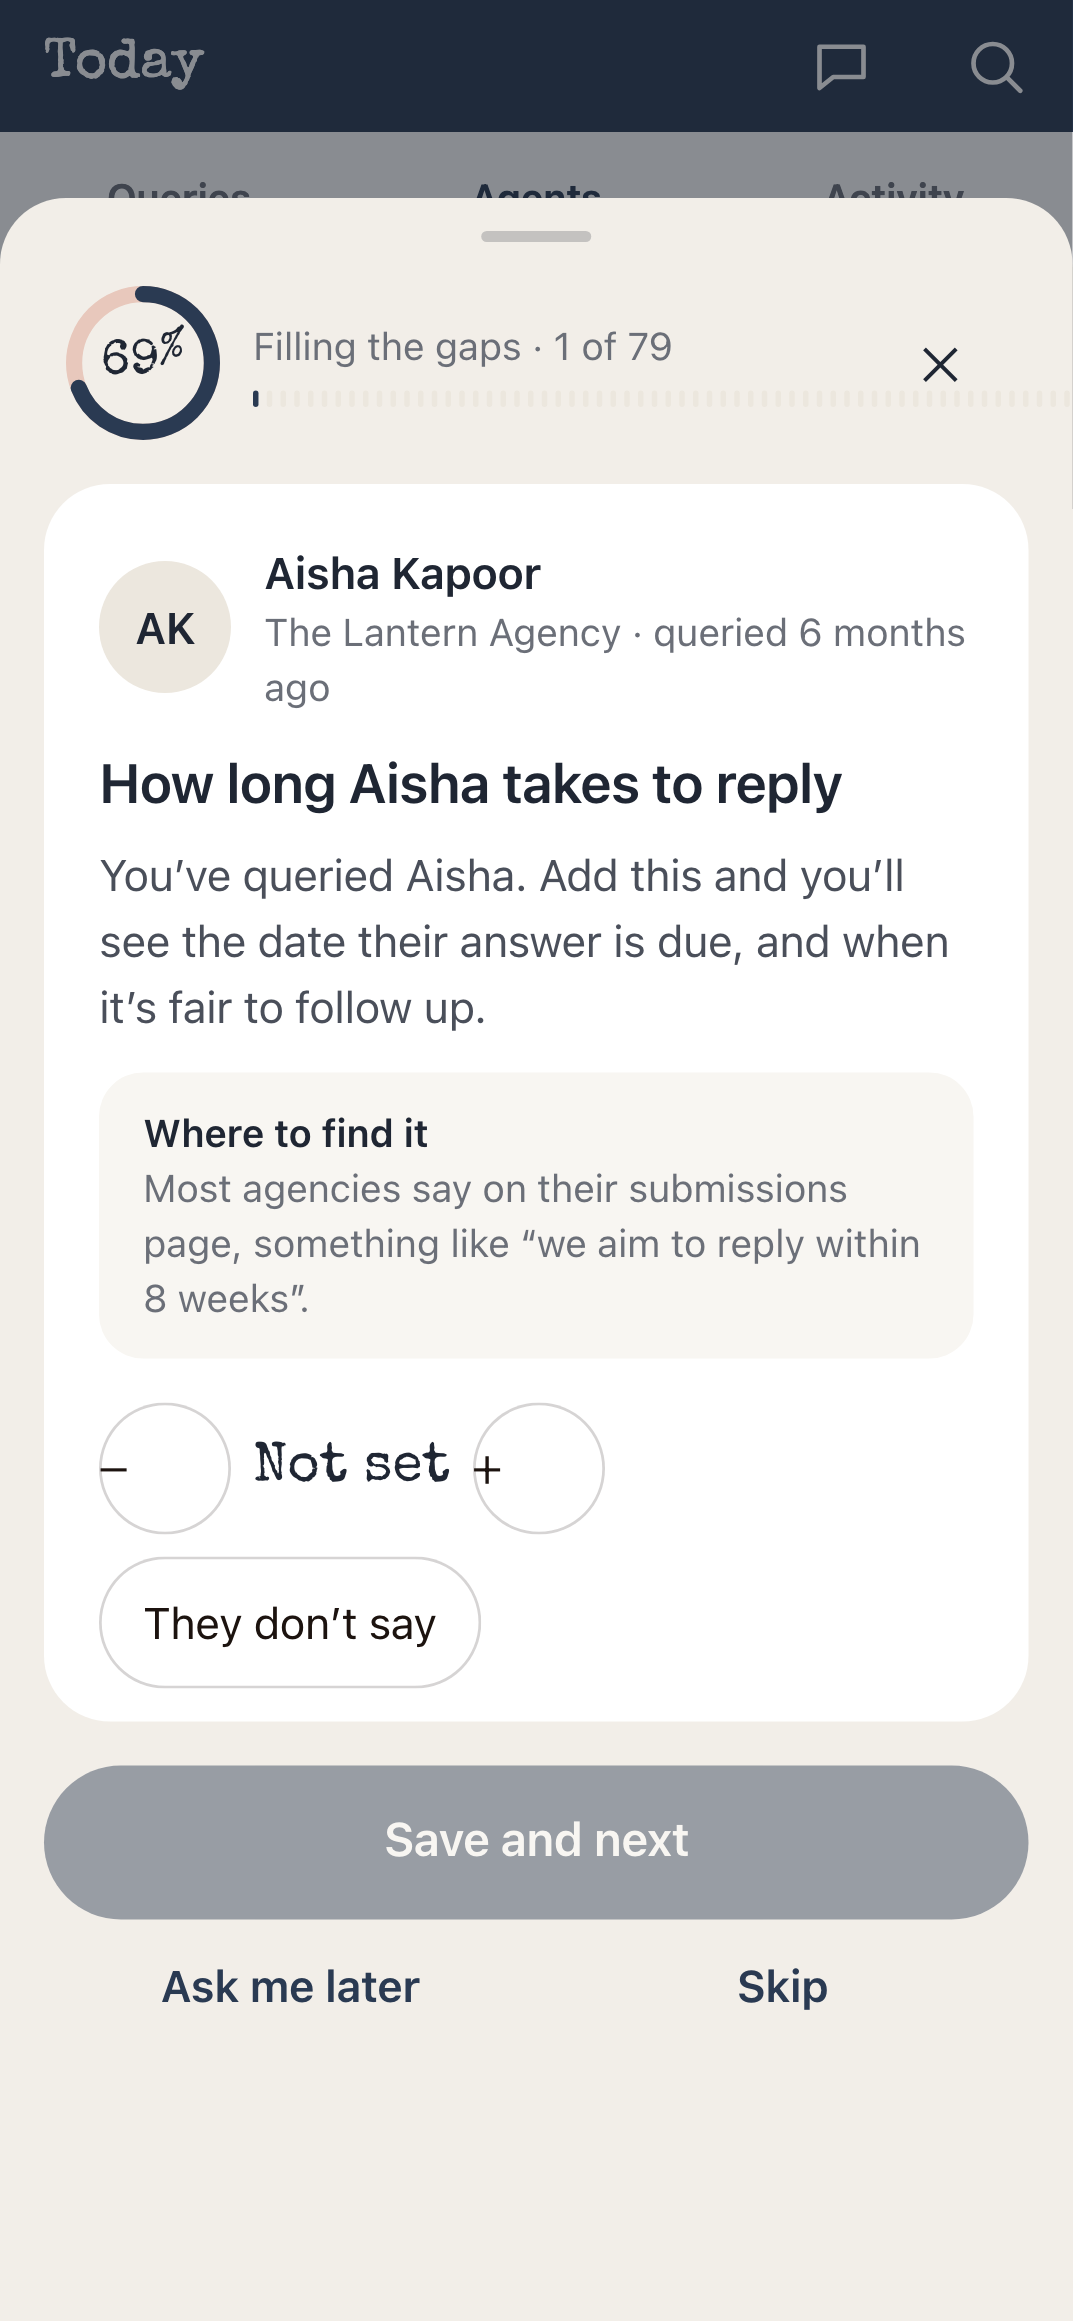 Today
Queries Agents Activity
69%
Filling the gaps · 1 of 79
AK
Aisha Kapoor
The Lantern Agency · queried 6 months
ago
How long Aisha takes to reply
You’ve queried Aisha. Add this and you’ll
see the date their answer is due, and when
it’s fair to follow up.
Where to find it
Most agencies say on their submissions
page, something like “we aim to reply within
8 weeks”.
− Not set +
They don’t say
Save and next
Ask me later Skip